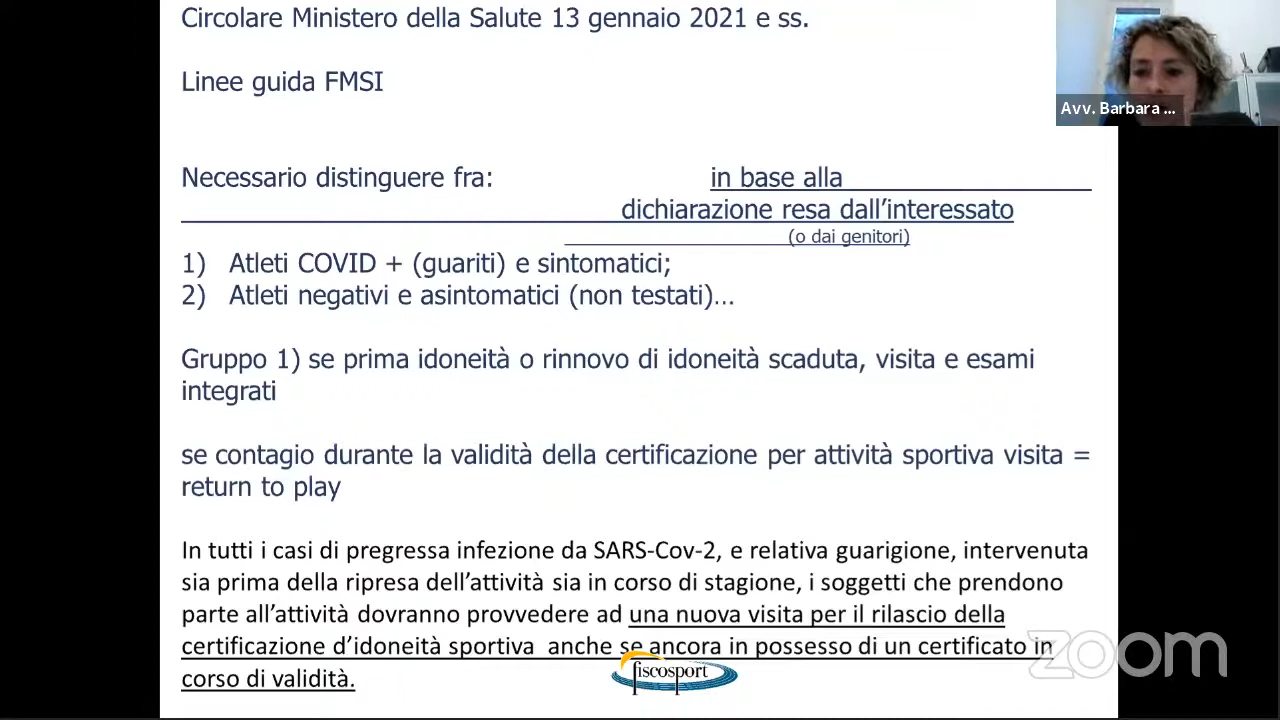 Circolare Ministero della Salute 13 gennaio 2021 e ss.
Avv. Barbara ...
Linee guida FMSI
Necessario distinguere fra: in base alla
dichiarazione resa dall’interessato
(o dai genitori)
1) Atleti COVID + (guariti) e sintomatici;
2) Atleti negativi e asintomatici (non testati)…
Gruppo 1) se prima idoneità o rinnovo di idoneità scaduta, visita e esami
integrati
se contagio durante la validità della certificazione per attività sportiva visita =
return to play
In tutti i casi di pregressa infezione da SARS-Cov-2, e relativa guarigione, intervenuta
sia prima della ripresa dell’attività sia in corso di stagione, i soggetti che prendono
parte all’attività dovranno provvedere ad una nuova visita per il rilascio della
certificazione d’idoneità sportiva anche se ancora in possesso di un certificato in
corso di validità.
fiscosport
zoom